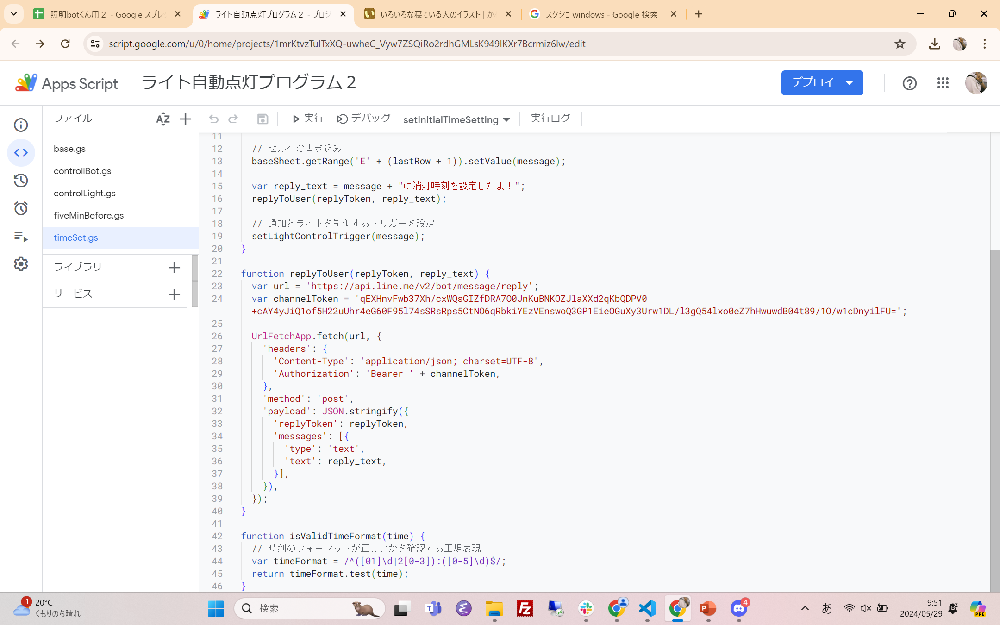 照明botくん用２ - Google スプレッ
ライト自動点灯プログラム２ - プロジ
いろいろな寝ている人のイラスト | かわ
スクショ windows - Google 検索
script.google.com/u/0/home/projects/1mrKtvzTuITxXQ-uwheC_Vyw7ZSQiRo2rdhGMLsK949IKXr7Bcrmiz6lw/edit
Apps Script
ライト自動点灯プログラム２
デプロイ
ファイル
AZ
実行
デバッグ
setInitialTimeSetting
実行ログ
base.gs
controllBot.gs
controlLight.gs
fiveMinBefore.gs
timeSet.gs
ライブラリ
サービス
11
12 // セルへの書き込み
13 baseSheet.getRange('E' + (lastRow + 1)).setValue(message);
14
15 var reply_text = message + "に消灯時刻を設定したよ！";
16 replyToUser(replyToken, reply_text);
17
18 // 通知とライトを制御するトリガーを設定
19 setLightControlTrigger(message);
20 }
21
22 function replyToUser(replyToken, reply_text) {
23 var url = 'https://api.line.me/v2/bot/message/reply';
24 var channelToken = 'qEXHnvFwb37Xh/cxWQsGIZfDRA7O0JnKuBNKOZJlaXXd2qKbQDPV0
+cAY4yJiQ1of5H22uUhr4eG60F95l74sSRsRps5CtNO6qRbkiYEzVEnswoQ3GP1EieOGuXy3Urw1DL/l3gQ54lxo0eZ7hHwuwdB04t89/1O/w1cDnyilFU=';
25
26 UrlFetchApp.fetch(url, {
27 'headers': {
28 'Content-Type': 'application/json; charset=UTF-8',
29 'Authorization': 'Bearer ' + channelToken,
30 },
31 'method': 'post',
32 'payload': JSON.stringify({
33 'replyToken': replyToken,
34 'messages': [{
35 'type': 'text',
36 'text': reply_text,
37 }],
38 }),
39 });
40 }
41
42 function isValidTimeFormat(time) {
43 // 時刻のフォーマットが正しいかを確認する正規表現
44 var timeFormat = /^([01]\d|2[0-3]):([0-5]\d)$/;
45 return timeFormat.test(time);
46 }
1
20°C
くもりのち晴れ
検索
4
あ
9:51
2024/05/29
PRE